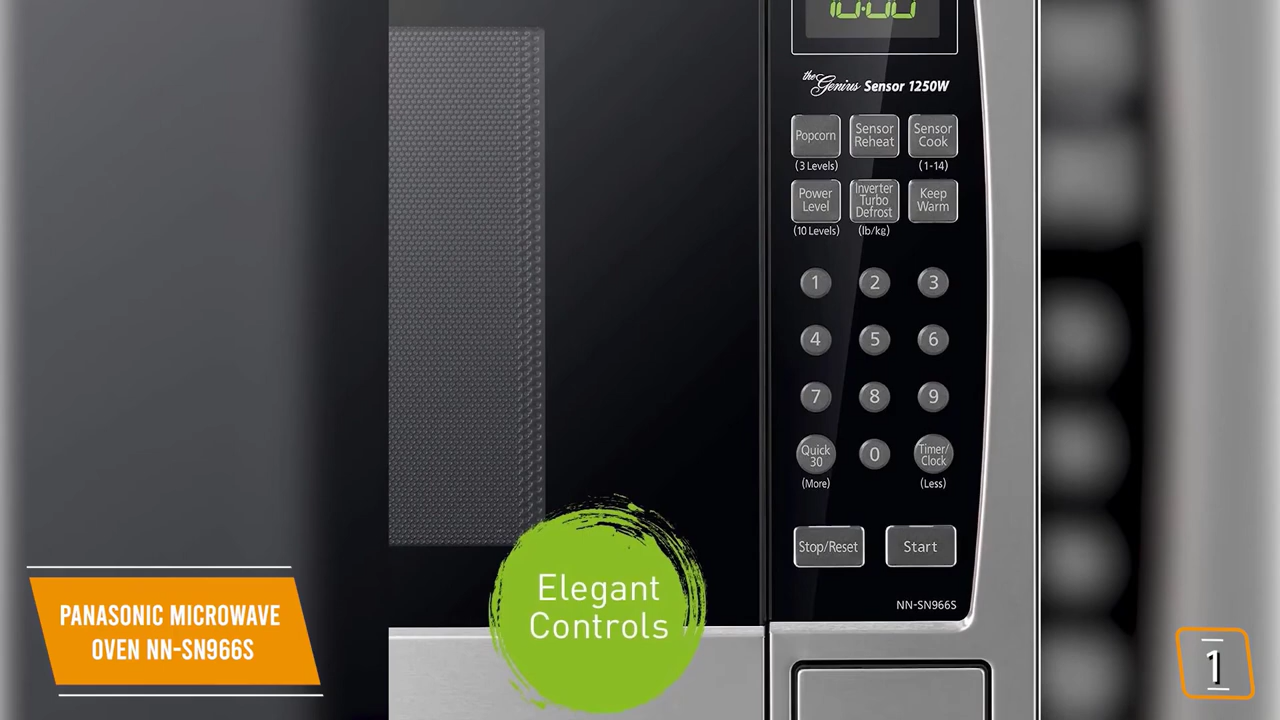 10:00
the Genius Sensor 1250W
Popcorn
Sensor
Reheat
Sensor
Cook
(3 Levels)
(1-14)
Power
Level
Inverter
Turbo
Defrost
Keep
Warm
(10 Levels)
(lb/kg)
1 2 3
4 5 6
7 8 9
Quick
30
0
Timer/
Clock
(More)
(Less)
Stop/Reset
Start
NN-SN966S
Elegant
Controls
PANASONIC MICROWAVE
OVEN NN-SN966S
1